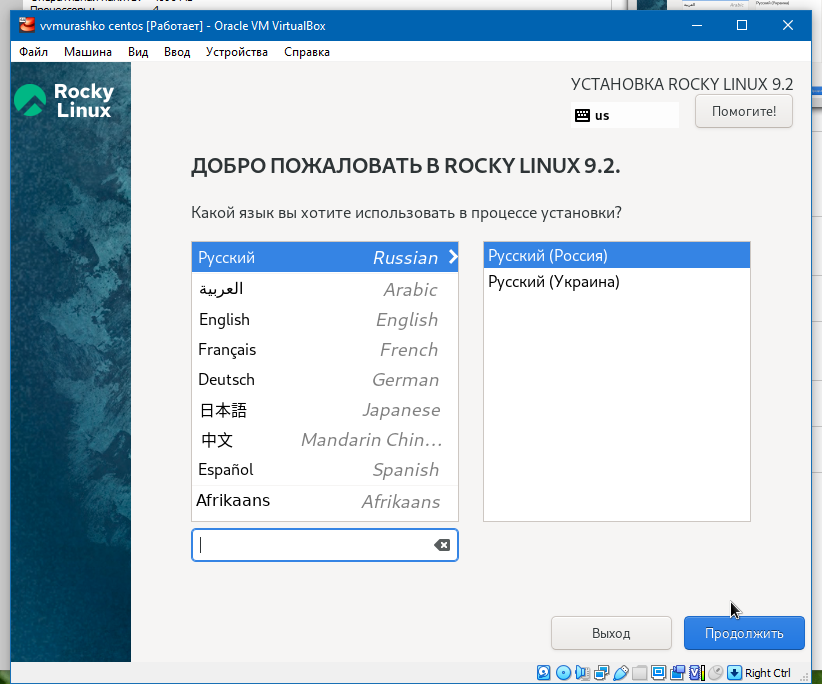 vvmurashko centos [Работает] - Oracle VM VirtualBox
Файл Машина Вид Ввод Устройства Справка
Rocky
Linux
УСТАНОВКА ROCKY LINUX 9.2
us
Помогите!
ДОБРО ПОЖАЛОВАТЬ В ROCKY LINUX 9.2.
Какой язык вы хотите использовать в процессе установки?
Русский Russian
العربية Arabic
English English
Français French
Deutsch German
日本語 Japanese
中文 Mandarin Chin...
Español Spanish
Afrikaans Afrikaans
Русский (Россия)
Русский (Украина)
Выход
Продолжить
Right Ctrl